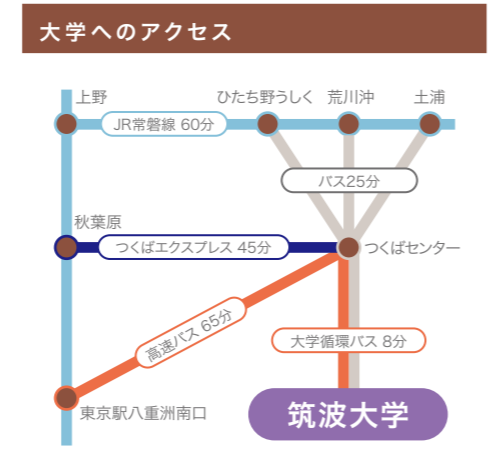 大学へのアクセス
上野
ひたち野うしく
荒川沖
土浦
JR常磐線 60分
バス25分
秋葉原
つくばエクスプレス 45分
つくばセンター
高速バス 65分
大学循環バス 8分
東京駅八重洲南口
筑波大学